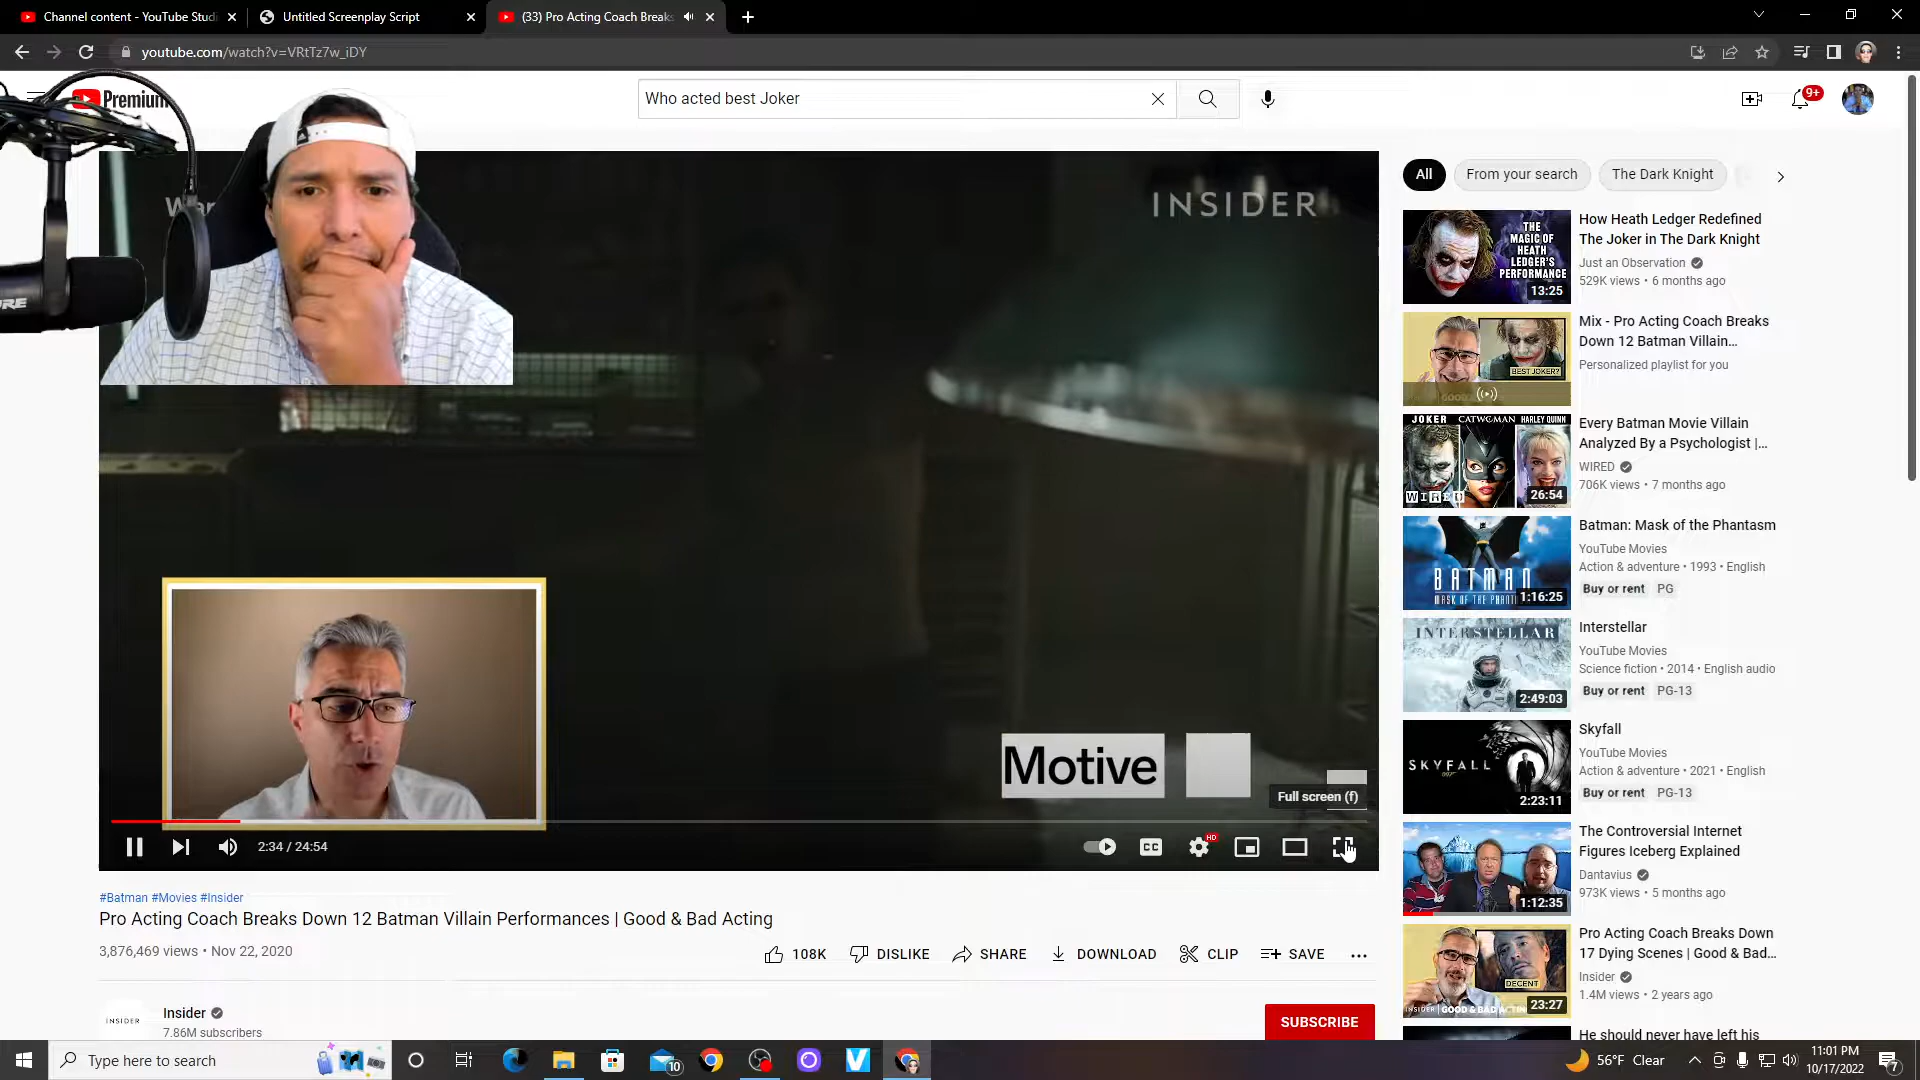 Channel content - YouTube Studi
Untitled Screenplay Script
(33) Pro Acting Coach Breaks
youtube.com/watch?v=VRtTz7w_iDY
Premium
Who acted best Joker
9+
INSIDER
All
From your search
The Dark Knight
THE MAGIC OF HEATH LEDGER'S PERFORMANCE
13:25
How Heath Ledger Redefined
The Joker in The Dark Knight
Just an Observation
529K views • 6 months ago
BEST JOKER?
Mix - Pro Acting Coach Breaks
Down 12 Batman Villain...
Personalized playlist for you
JOKER CATWOMAN HARLEY QUINN
WIRED
26:54
Every Batman Movie Villain
Analyzed By a Psychologist |...
WIRED
706K views • 7 months ago
BATMAN
1:16:25
Batman: Mask of the Phantasm
YouTube Movies
Action & adventure • 1993 • English
Buy or rent PG
INTERSTELLAR
2:49:03
Interstellar
YouTube Movies
Science fiction • 2014 • English audio
Buy or rent PG-13
SKYFALL
007
2:23:11
Skyfall
YouTube Movies
Action & adventure • 2021 • English
Buy or rent PG-13
1:12:35
The Controversial Internet
Figures Iceberg Explained
Dantavius
973K views • 5 months ago
DECENT
23:27
Pro Acting Coach Breaks Down
17 Dying Scenes | Good & Bad...
Insider
1.4M views • 2 years ago
He should never have left his
Motive
Full screen (f)
2:34 / 24:54
CC
HD
#Batman #Movies #Insider
Pro Acting Coach Breaks Down 12 Batman Villain Performances | Good & Bad Acting
3,876,469 views • Nov 22, 2020
108K
DISLIKE
SHARE
DOWNLOAD
CLIP
SAVE
INSIDER
Insider
7.86M subscribers
SUBSCRIBE
Type here to search
10
56°F Clear
11:01 PM
10/17/2022
7